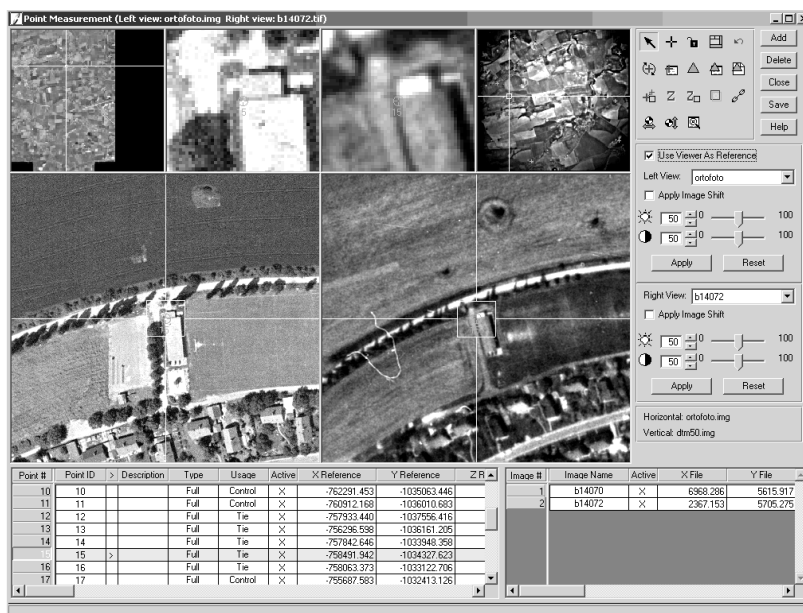 Point Measurement (Left view: ortofoto.img Right view: b14072.tif)
Add
Delete
Close
Save
Help
Use Viewer As Reference
Left View: ortofoto
Apply Image Shift
50 0 100
50 0 100
Apply Reset
Right View: b14072
Apply Image Shift
50 0 100
50 0 100
Apply Reset
Horizontal: ortofoto.img
Vertical: dtm50.img
15
15
Point # Point ID > Description Type Usage Active X Reference Y Reference Z R
10 10 Full Control X -762291.453 -1035063.446
11 11 Full Control X -760912.168 -1036010.683
12 12 Full Tie X -757933.440 -1037556.416
13 13 Full Tie X -756296.598 -1036161.205
14 14 Full Tie X -757842.646 -1033948.358
15 15 > Full Tie X -758491.942 -1034327.623
16 16 Full Tie X -758063.373 -1033122.706
17 17 Full Control X -755687.583 -1032413.126
Image # Image Name Active X File Y File
1 b14070 X 6968.286 5615.917
2 b14072 X 2367.153 5705.275